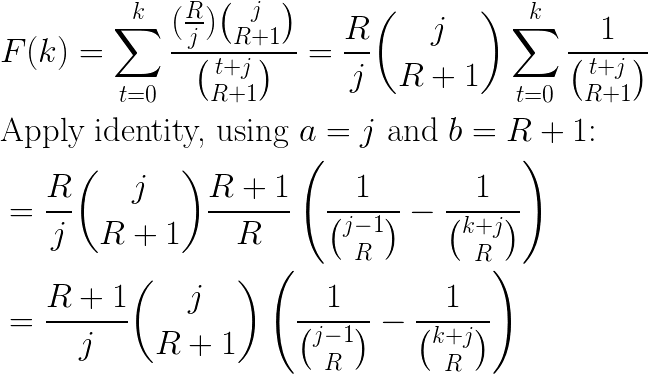 $F(k) = \sum_{t=0}^{k} \frac{\left(\frac{R}{j}\right)\binom{j}{R+1}}{\binom{t+j}{R+1}} = \frac{R}{j}\binom{j}{R+1}\sum_{t=0}^{k} \frac{1}{\binom{t+j}{R+1}}$
Apply identity, using $a = j$ and $b = R + 1$:
$= \frac{R}{j}\binom{j}{R+1}\frac{R+1}{R}\left(\frac{1}{\binom{j-1}{R}} - \frac{1}{\binom{k+j}{R}}\right)$
$= \frac{R+1}{j}\binom{j}{R+1}\left(\frac{1}{\binom{j-1}{R}} - \frac{1}{\binom{k+j}{R}}\right)$